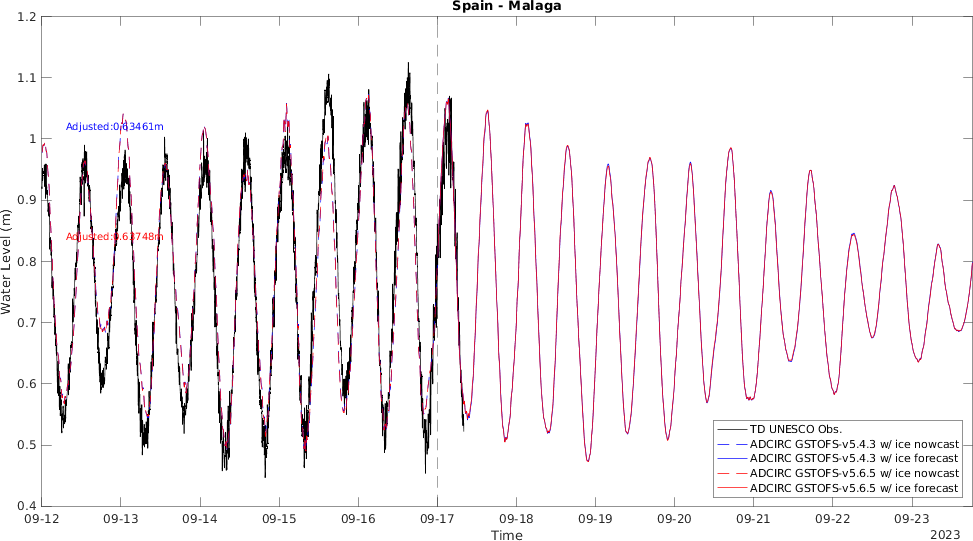 Spain - Malaga
1.2
1.1
1
0.9
0.8
0.7
0.6
0.5
0.4
Water Level (m)
Adjusted:0.63461m
Adjusted:0.63748m
TD UNESCO Obs.
ADCIRC GSTOFS-v5.4.3 w/ ice nowcast
ADCIRC GSTOFS-v5.4.3 w/ ice forecast
ADCIRC GSTOFS-v5.6.5 w/ ice nowcast
ADCIRC GSTOFS-v5.6.5 w/ ice forecast
09-12 09-13 09-14 09-15 09-16 09-17 09-18 09-19 09-20 09-21 09-22 09-23
Time
2023